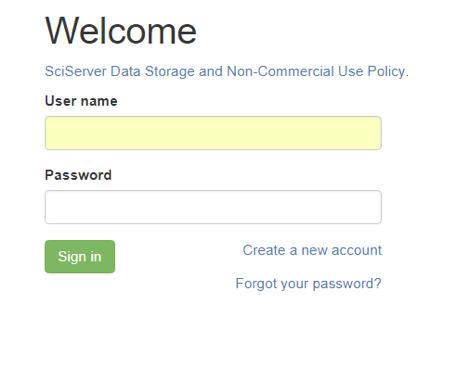 Welcome
SciServer Data Storage and Non-Commercial Use Policy.
User name
Password
Sign in
Create a new account
Forgot your password?